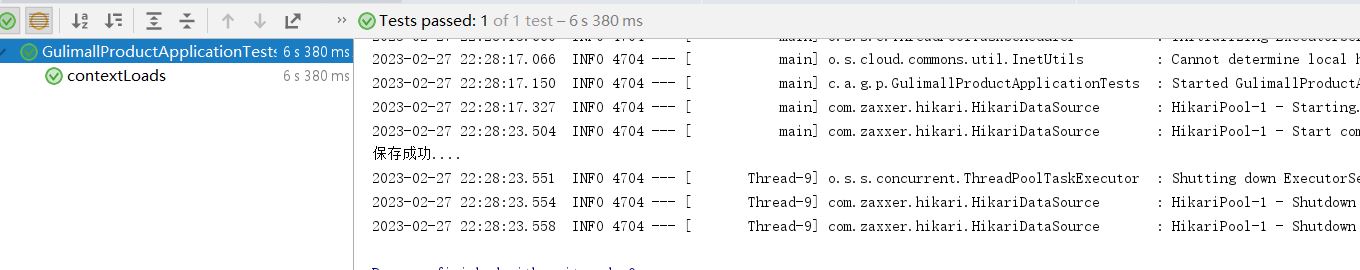 Tests passed: 1 of 1 test – 6 s 380 ms
GulimallProductApplicationTests 6 s 380 ms
contextLoads 6 s 380 ms
2023-02-27 22:28:17.066 INFO 4704 --- [ main] o.s.cloud.commons.util.InetUtils : Cannot determine local h
2023-02-27 22:28:17.150 INFO 4704 --- [ main] c.a.g.p.GulimallProductApplicationTests : Started GulimallProductA
2023-02-27 22:28:17.327 INFO 4704 --- [ main] com.zaxxer.hikari.HikariDataSource : HikariPool-1 - Starting.
2023-02-27 22:28:23.504 INFO 4704 --- [ main] com.zaxxer.hikari.HikariDataSource : HikariPool-1 - Start com
保存成功....
2023-02-27 22:28:23.551 INFO 4704 --- [ Thread-9] o.s.s.concurrent.ThreadPoolTaskExecutor : Shutting down ExecutorSe
2023-02-27 22:28:23.554 INFO 4704 --- [ Thread-9] com.zaxxer.hikari.HikariDataSource : HikariPool-1 - Shutdown
2023-02-27 22:28:23.558 INFO 4704 --- [ Thread-9] com.zaxxer.hikari.HikariDataSource : HikariPool-1 - Shutdown